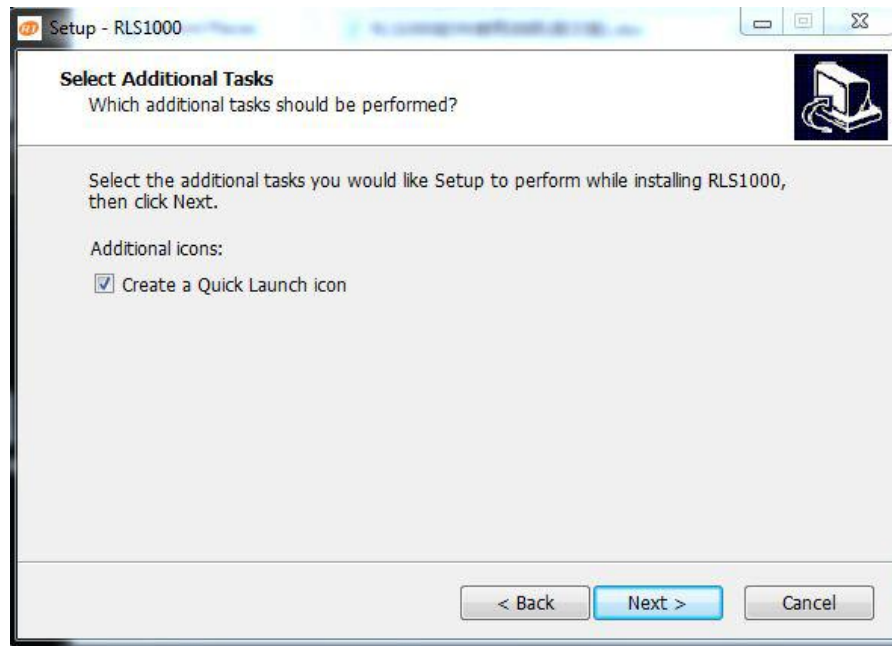 Setup - RLS1000
Select Additional Tasks
Which additional tasks should be performed?
Select the additional tasks you would like Setup to perform while installing RLS1000,
then click Next.
Additional icons:
Create a Quick Launch icon
< Back
Next >
Cancel